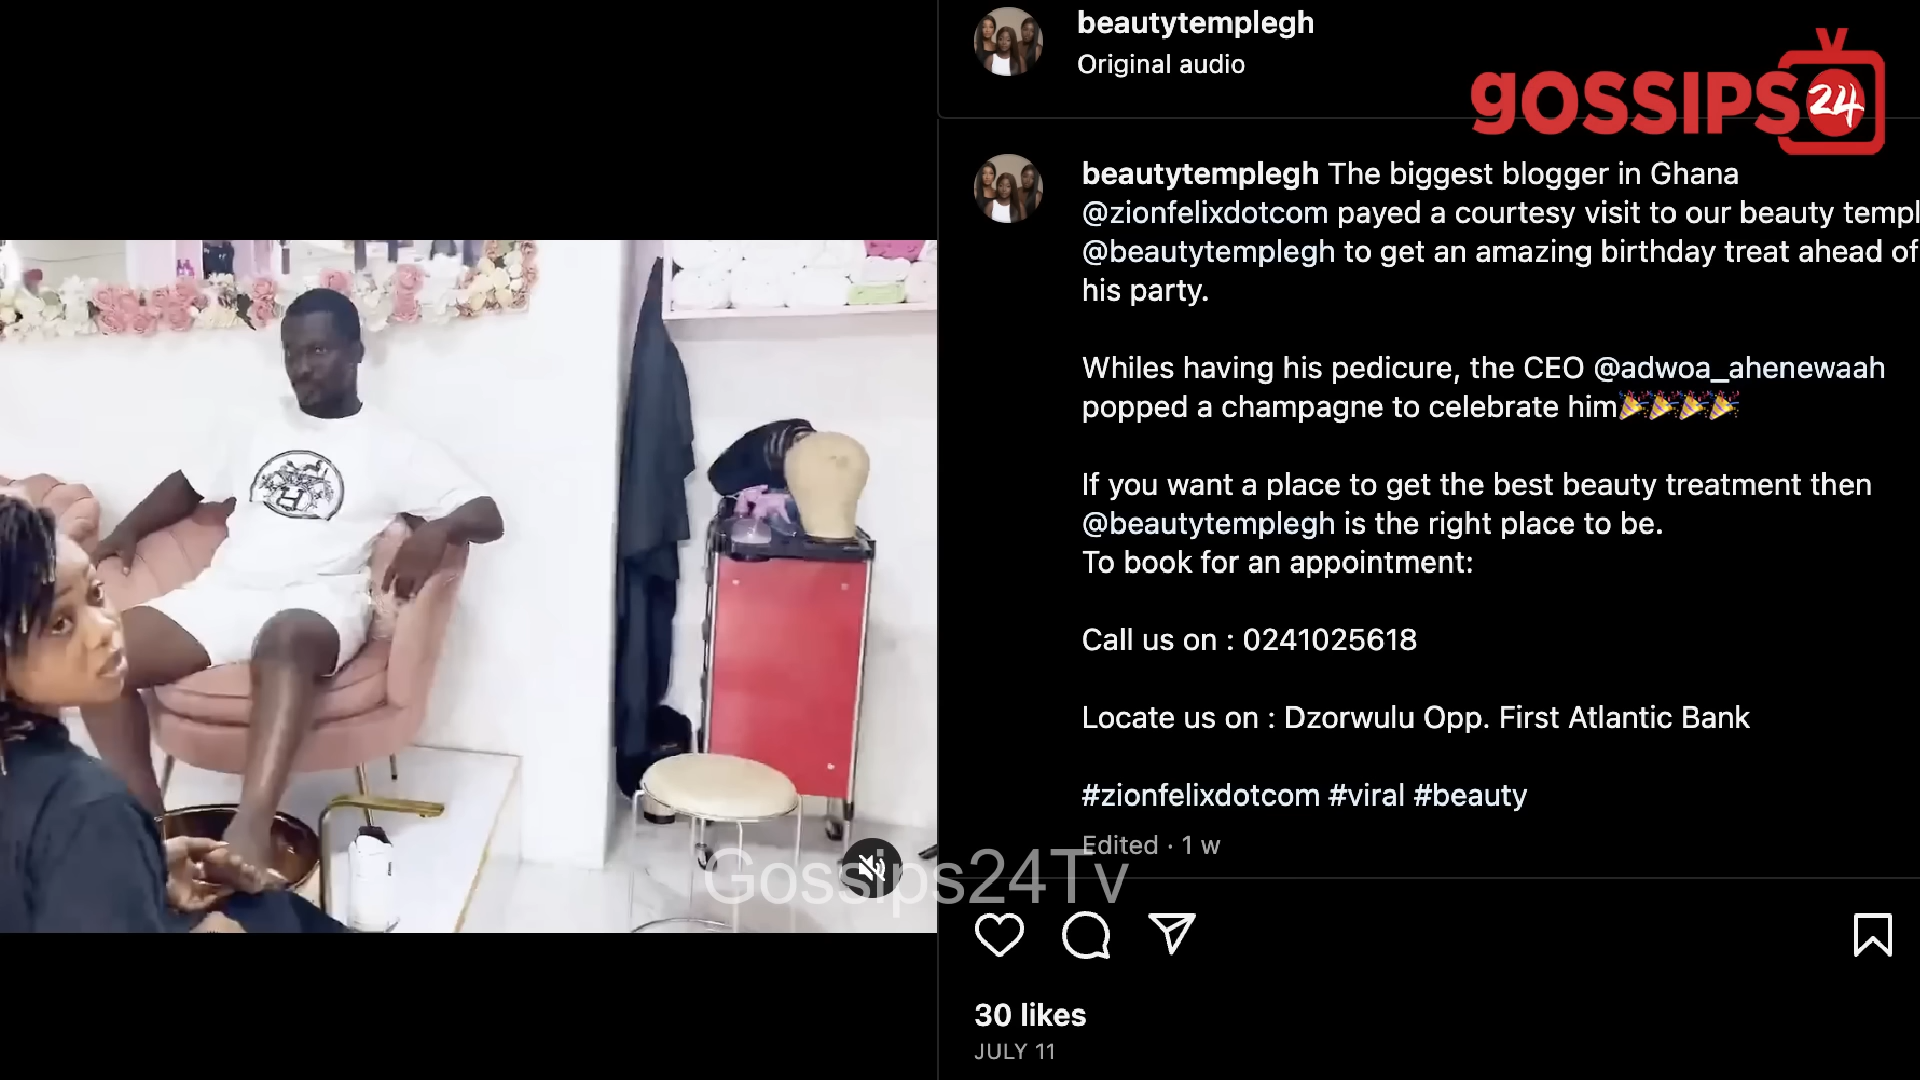 beautytemplegh
Original audio
gOSSIPS 24
beautytemplegh The biggest blogger in Ghana
@zionfelixdotcom payed a courtesy visit to our beauty templ
@beautytemplegh to get an amazing birthday treat ahead of
his party.
Whiles having his pedicure, the CEO @adwoa_ahenewaah
popped a champagne to celebrate him🎉🎉🎉🎉
If you want a place to get the best beauty treatment then
@beautytemplegh is the right place to be.
To book for an appointment:
Call us on : 0241025618
Locate us on : Dzorwulu Opp. First Atlantic Bank
#zionfelixdotcom #viral #beauty
Edited · 1 w
Gossips24Tv
30 likes
JULY 11
H